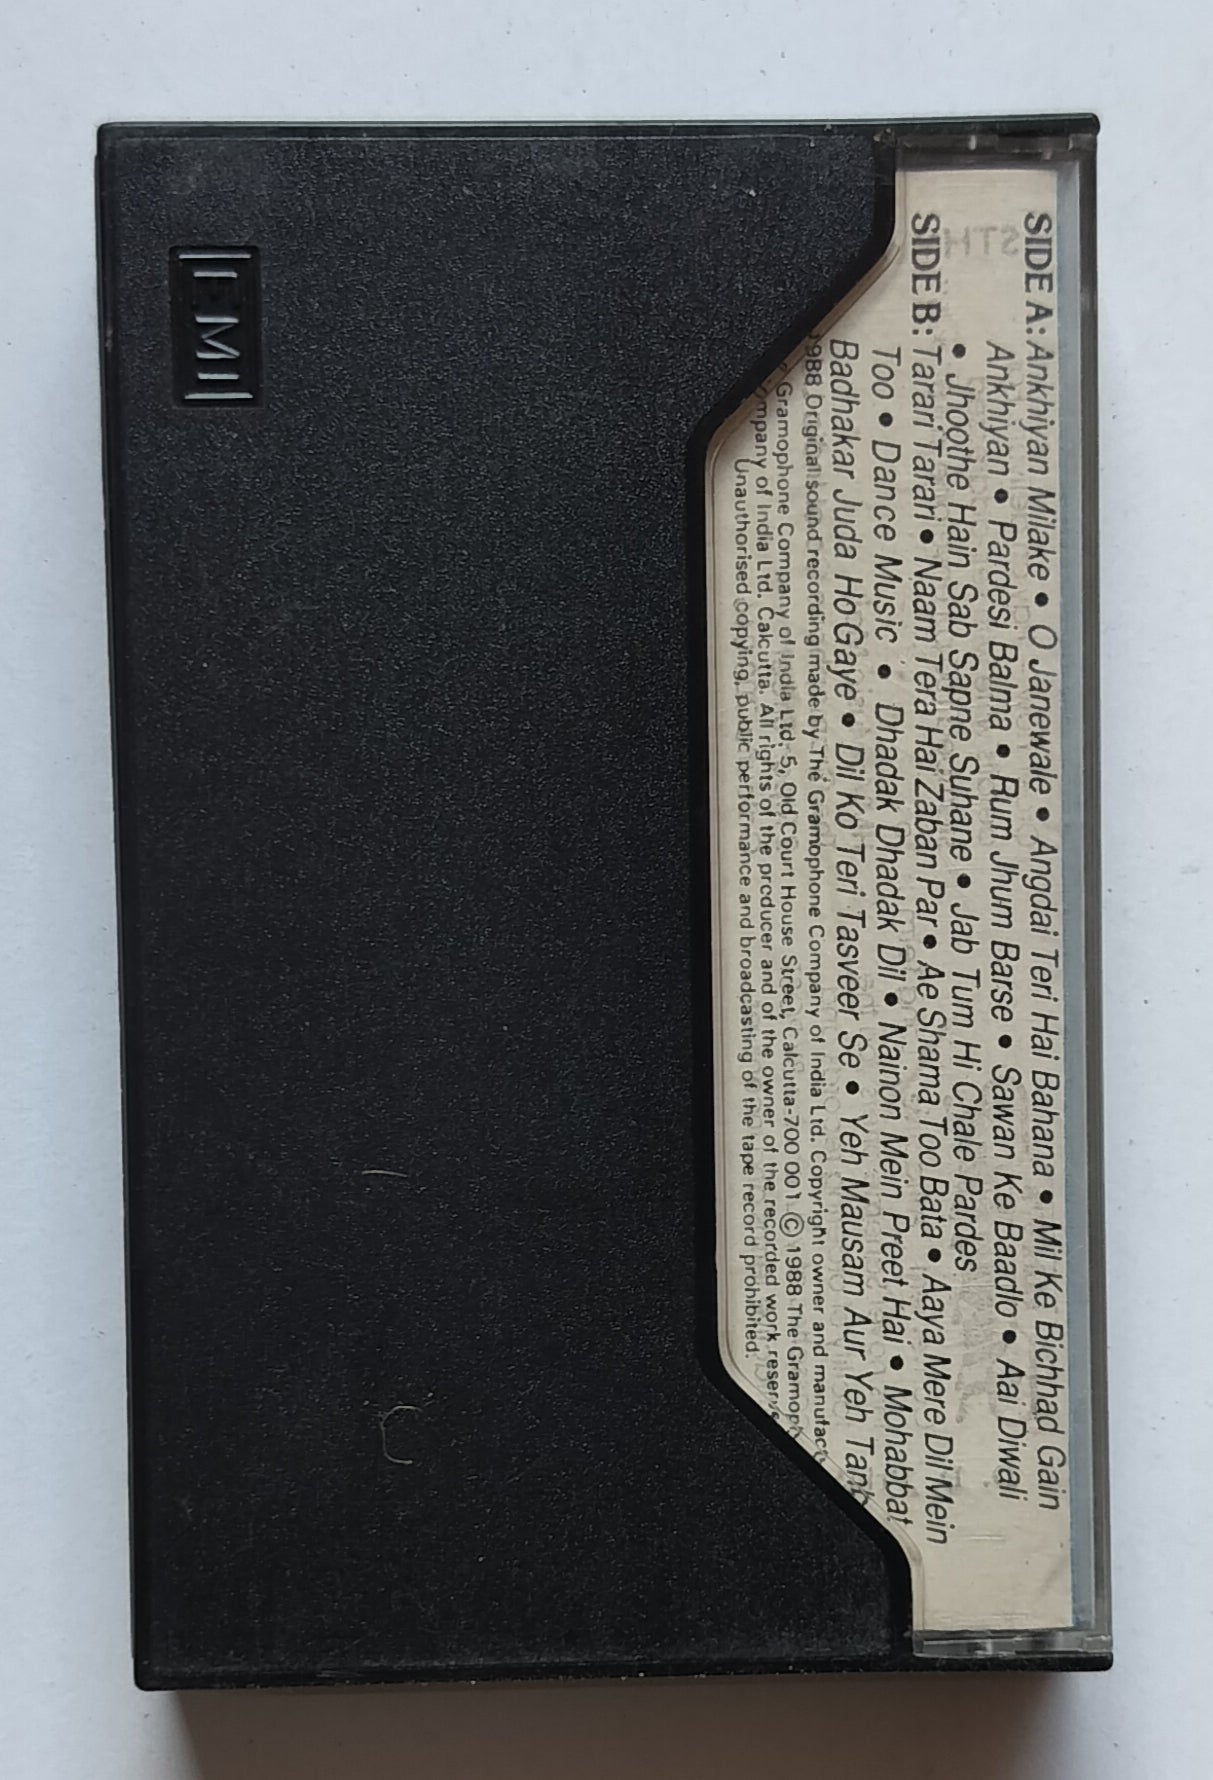 SIDE A: Ankhiyan Milake • O Janewale • Angdai Teri Hai Bahana • Mil Ke Bichhad Gain
Ankhiyan • Pardesi Balma • Rum Jhum Barse • Sawan Ke Baadlo • Aai Diwali
• Jhoothe Hain Sab Sapne Suhane • Jab Tum Hi Chale Pardes
SIDE B: Tarari Tarari • Naam Tera Hai Zaban Par • Ae Shama Too Bata • Aaya Mere Dil Mein
Too • Dance Music • Dhadak Dhadak Dil • Nainon Mein Preet Hai • Mohabbat
Badhakar Juda Ho Gaye • Dil Ko Teri Tasveer Se • Yeh Mausam Aur Yeh
1988 Original sound recording made by The Gramophone Company of India Ltd. Copyright owner and
Gramophone Company of India Ltd. 5, Old Court House Street, Calcutta-700 001 © 1988 The
of India Ltd. Calcutta. All rights of the producer and of the owner of the recorded work
Unauthorised copying, public performance and broadcasting of the tape record prohibited.
EMI